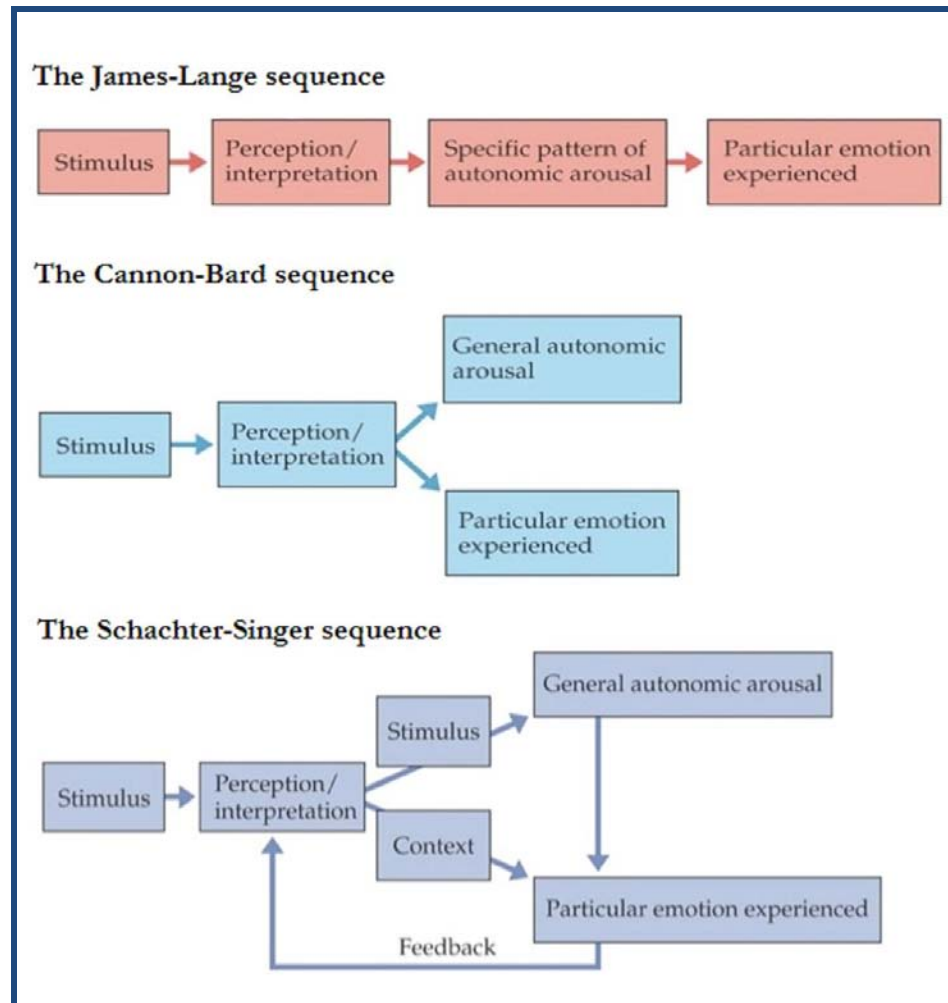 The James-Lange sequence
Stimulus
Perception/
interpretation
Specific pattern of
autonomic arousal
Particular emotion
experienced
The Cannon-Bard sequence
Stimulus
Perception/
interpretation
General autonomic
arousal
Particular emotion
experienced
The Schachter-Singer sequence
Stimulus
Perception/
interpretation
Stimulus
Context
General autonomic arousal
Particular emotion experienced
Feedback